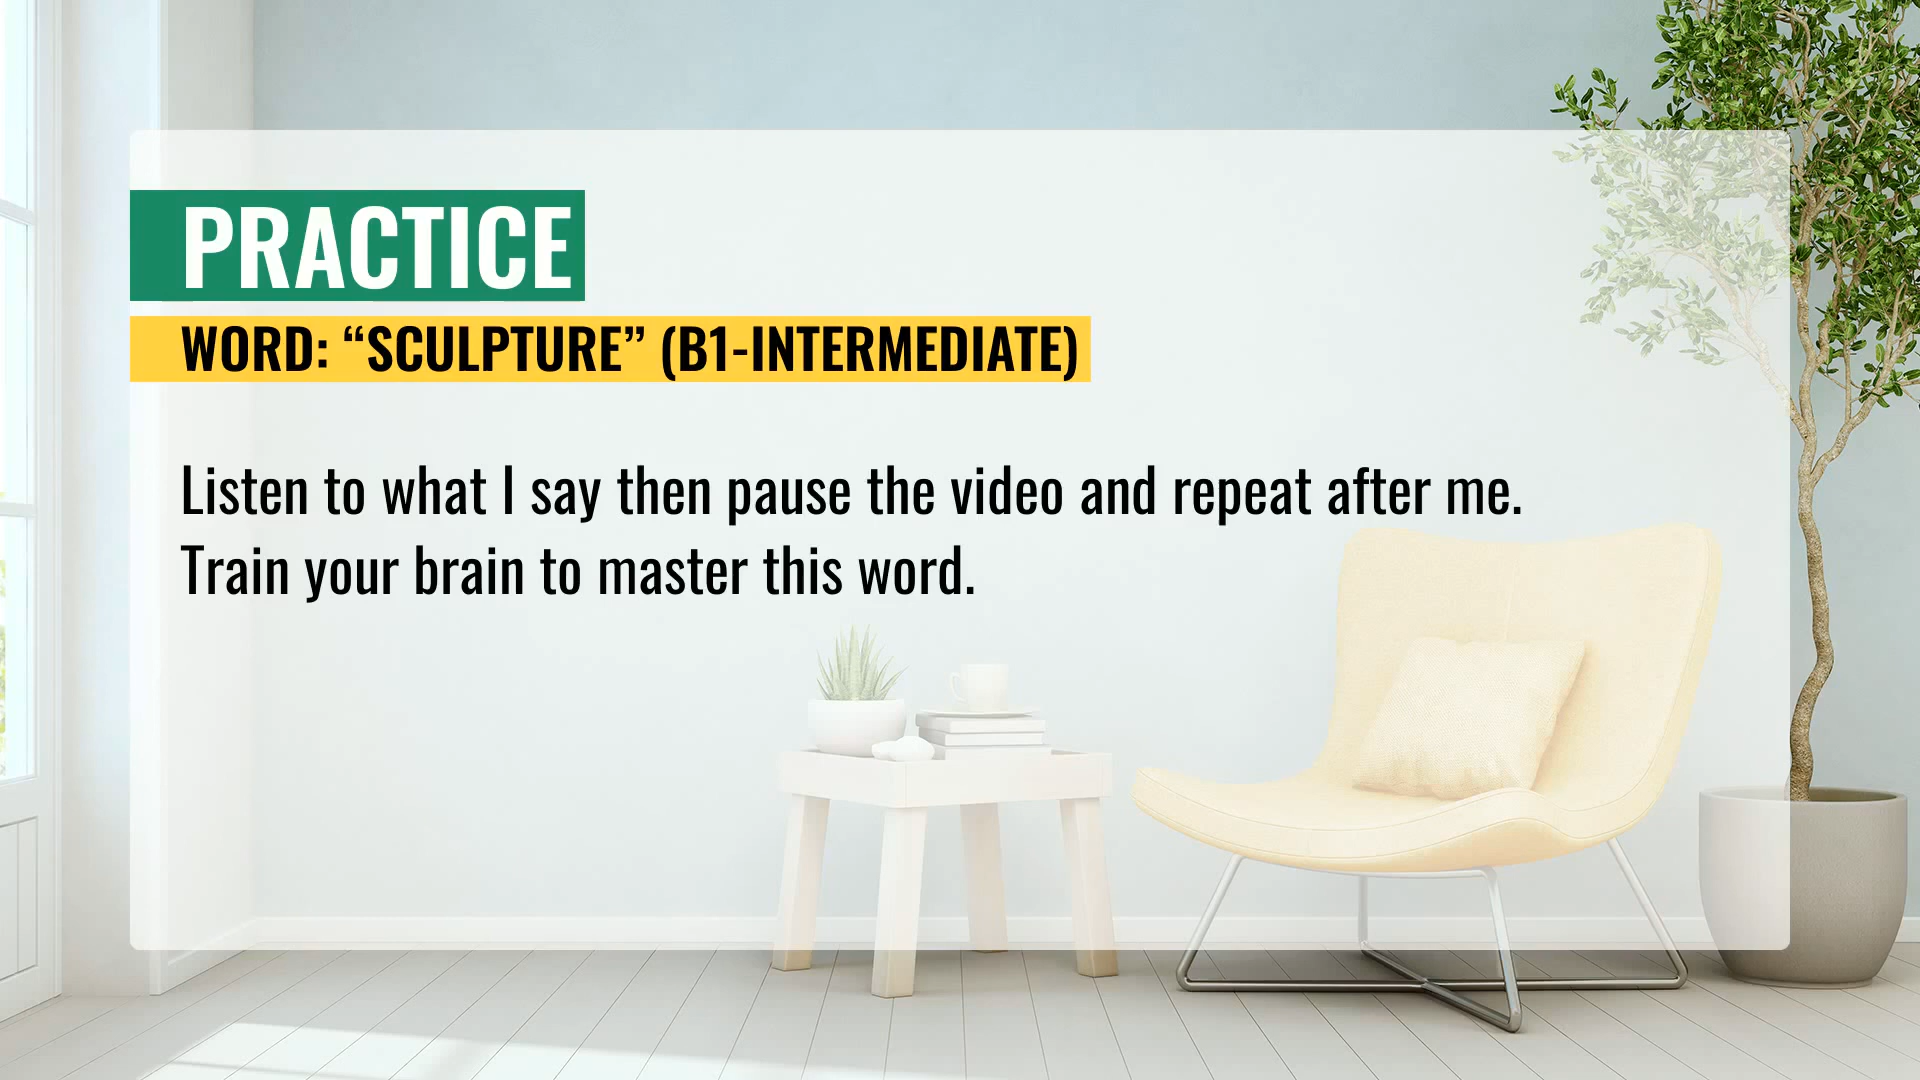 PRACTICE
WORD: “SCULPTURE” (B1-INTERMEDIATE)
Listen to what I say then pause the video and repeat after me.
Train your brain to master this word.